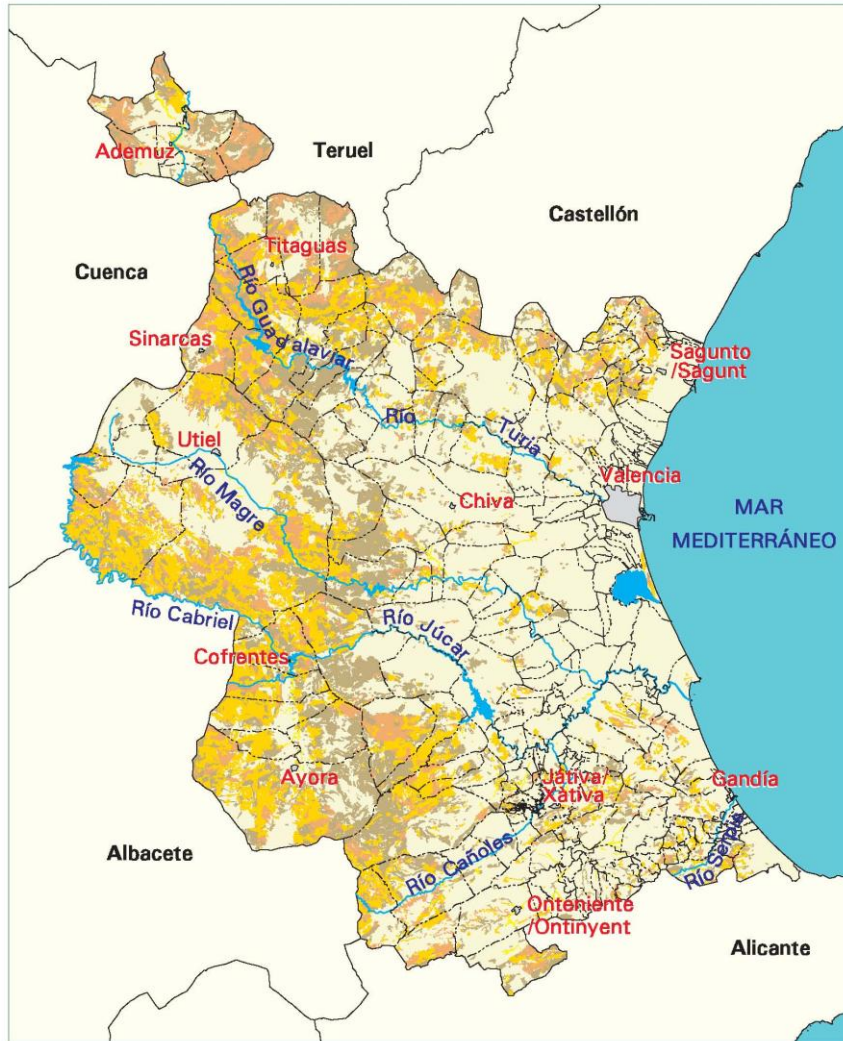 Ademuz
Teruel
Castellón
Cuenca
Titaguas
Río Guadalaviar
Sinarcas
Sagunto
/Sagunt
Río
Turia
Utiel
Río Magre
Chiva
Valencia
MAR
MEDITERRÁNEO
Río Cabriel
Río Júcar
Cofrentes
Ayora
Játiva/
Xàtiva
Gandía
Albacete
Río Cañoles
Río Serpis
Onteniente
/Ontinyent
Alicante